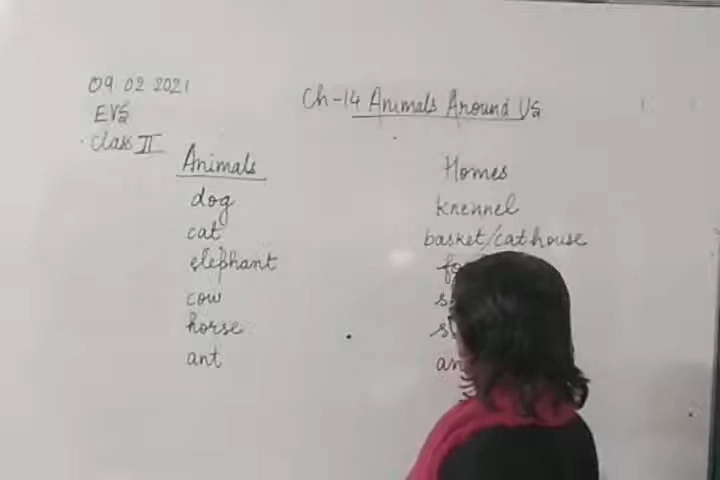 09.02.2021
Ch-14 Animals Around Us
EVS
Class II
Animals Homes
dog knennel
cat basket/cat house
elephant
cow
horse
ant